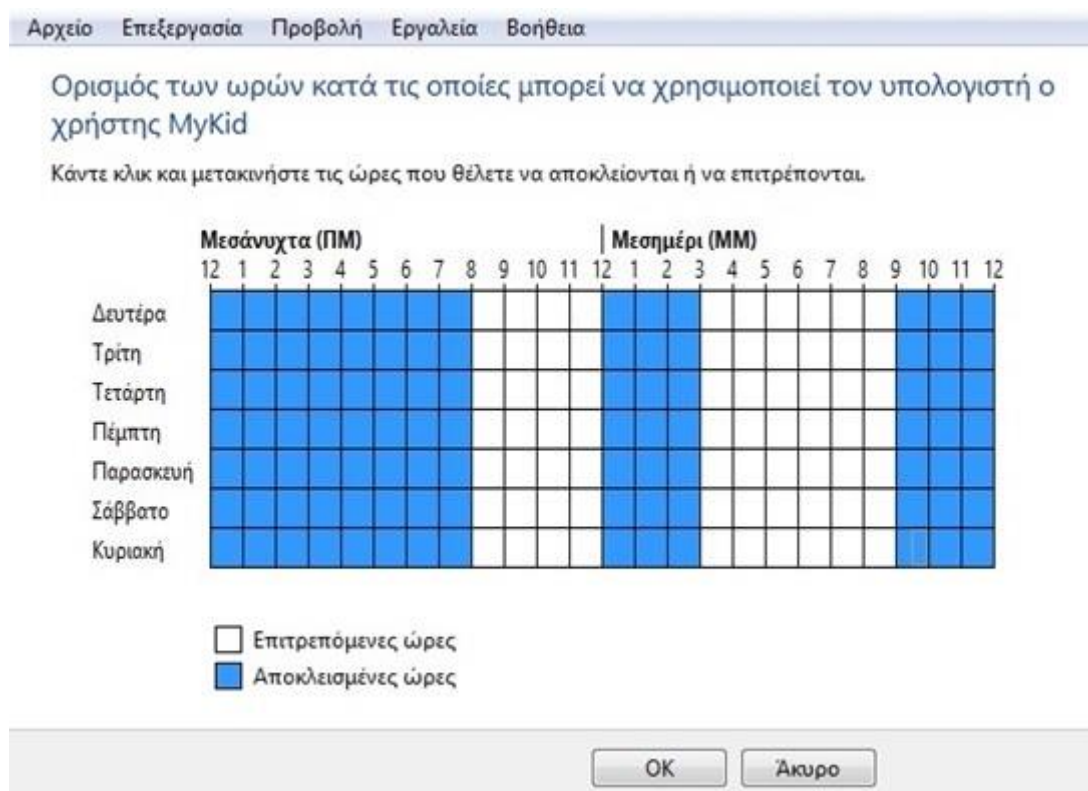 Αρχείο Επεξεργασία Προβολή Εργαλεία Βοήθεια
Ορισμός των ωρών κατά τις οποίες μπορεί να χρησιμοποιεί τον υπολογιστή ο
χρήστης MyKid
Κάντε κλικ και μετακινήστε τις ώρες που θέλετε να αποκλείονται ή να επιτρέπονται.
Μεσάνυχτα (ΠΜ) Μεσημέρι (ΜΜ)
12 1 2 3 4 5 6 7 8 9 10 11 12 1 2 3 4 5 6 7 8 9 10 11 12
Δευτέρα
Τρίτη
Τετάρτη
Πέμπτη
Παρασκευή
Σάββατο
Κυριακή
Επιτρεπόμενες ώρες
Αποκλεισμένες ώρες
OK Άκυρο